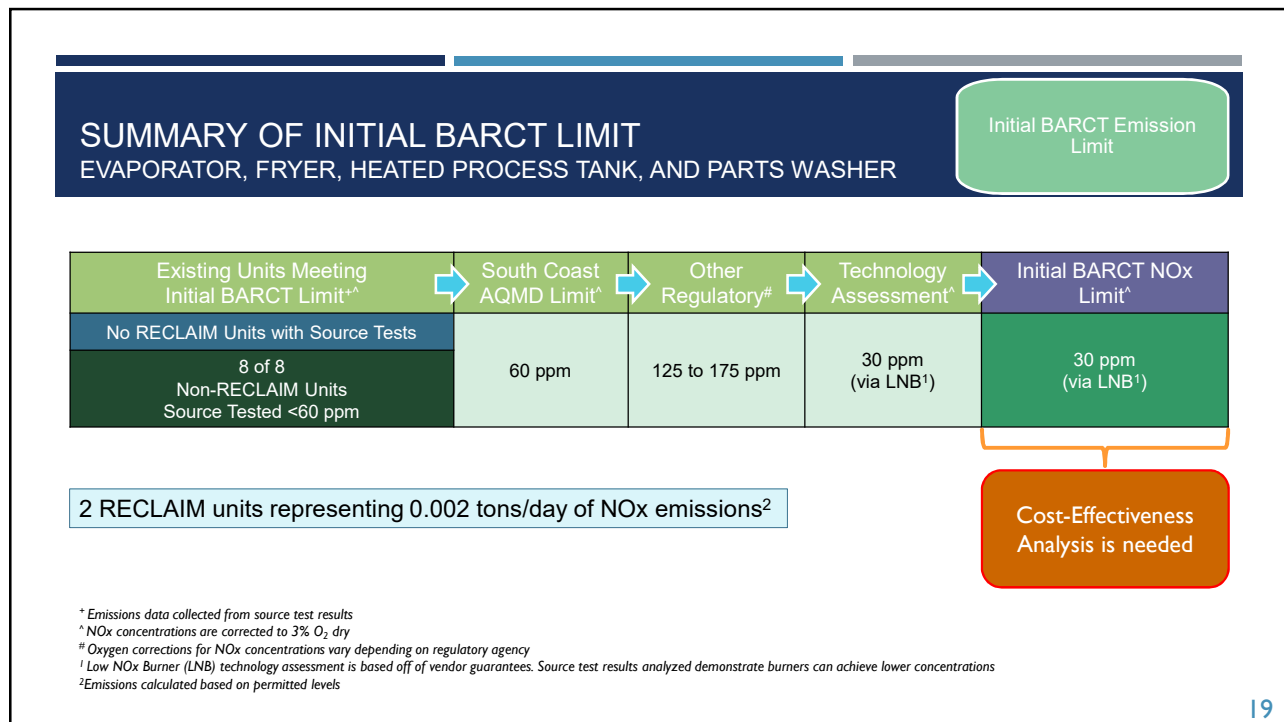 SUMMARY OF INITIAL BARCT LIMIT
EVAPORATOR, FRYER, HEATED PROCESS TANK, AND PARTS WASHER
Initial BARCT Emission
Limit
Existing Units Meeting
Initial BARCT Limit⁺^
South Coast
AQMD Limit^
Other
Regulatory#
Technology
Assessment^
Initial BARCT NOx
Limit^
No RECLAIM Units with Source Tests
8 of 8
Non-RECLAIM Units
Source Tested <60 ppm
60 ppm
125 to 175 ppm
30 ppm
(via LNB¹)
30 ppm
(via LNB¹)
2 RECLAIM units representing 0.002 tons/day of NOx emissions²
Cost-Effectiveness
Analysis is needed
⁺ Emissions data collected from source test results
^ NOx concentrations are corrected to 3% O₂ dry
# Oxygen corrections for NOx concentrations vary depending on regulatory agency
¹ Low NOx Burner (LNB) technology assessment is based off of vendor guarantees. Source test results analyzed demonstrate burners can achieve lower concentrations
²Emissions calculated based on permitted levels
19